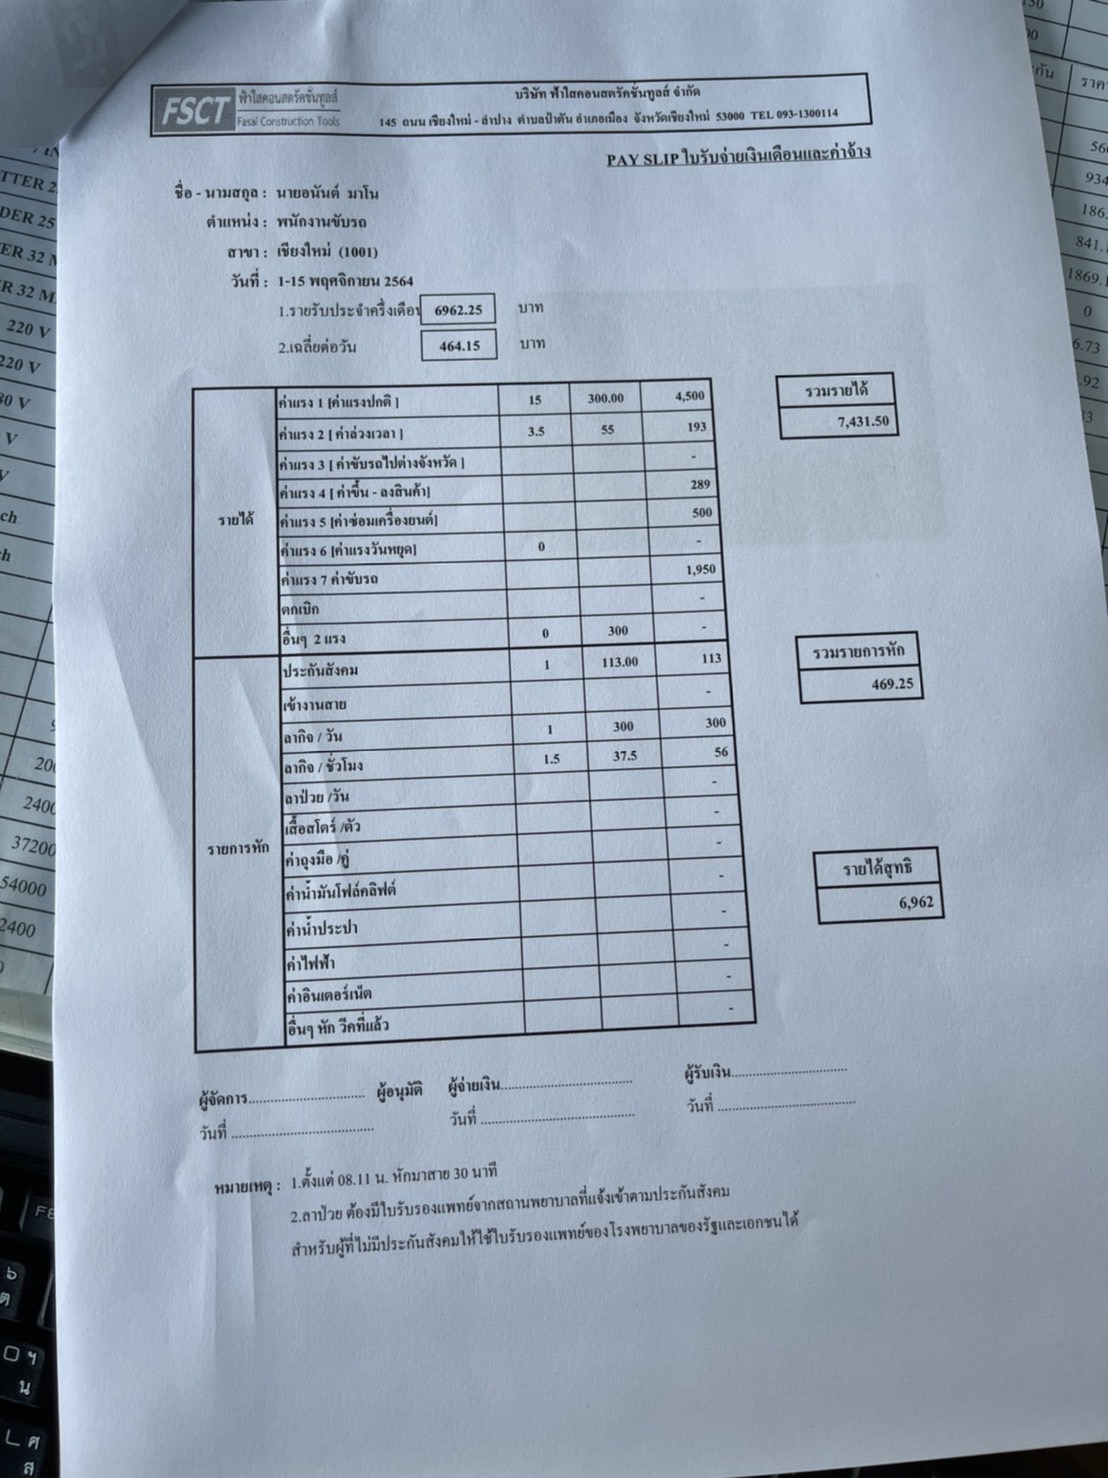 FSCT ฟ้าใสคอนสตรัคชั่นทูลส์
Fasai Construction Tools
บริษัท ฟ้าใสคอนสตรัคชั่นทูลส์ จำกัด
145 ถนน เชียงใหม่ - ลำปาง ตำบลป่าตัน อำเภอเมือง จังหวัดเชียงใหม่ 53000 TEL 093-1300114
PAY SLIP ใบรับจ่ายเงินเดือนและค่าจ้าง
ชื่อ - นามสกุล : นายอนันต์ มาโน
ตำแหน่ง : พนักงานขับรถ
สาขา : เชียงใหม่ (1001)
วันที่ : 1-15 พฤศจิกายน 2564
1.รายรับประจำครึ่งเดือน 6962.25 บาท
2.เฉลี่ยต่อวัน 464.15 บาท
รายได้
ค่าแรง 1 [ค่าแรงปกติ ] 15 300.00 4,500
ค่าแรง 2 [ ค่าล่วงเวลา ] 3.5 55 193
ค่าแรง 3 [ ค่าขับรถไปต่างจังหวัด ] -
ค่าแรง 4 [ ค่าขึ้น - ลงสินค้า] 289
ค่าแรง 5 [ค่าซ่อมเครื่องยนต์] 500
ค่าแรง 6 [ค่าแรงวันหยุด] 0 -
ค่าแรง 7 ค่าขับรถ 1,950
ตกเบิก -
อื่นๆ 2 แรง 0 300 -
รวมรายได้
7,431.50
รายการหัก
ประกันสังคม 1 113.00 113
เข้างานสาย -
ลากิจ / วัน 1 300 300
ลากิจ / ชั่วโมง 1.5 37.5 56
ลาป่วย /วัน -
เสื้อสโตร์ /ตัว -
ค่าถุงมือ /คู่ -
ค่าน้ำมันโฟล์คลิฟต์ -
ค่าน้ำประปา -
ค่าไฟฟ้า -
ค่าอินเตอร์เน็ต -
อื่นๆ หัก วีคที่แล้ว -
รวมรายการหัก
469.25
รายได้สุทธิ
6,962
ผู้จัดการ.............................. ผู้อนุมัติ ผู้จ่ายเงิน.................................. ผู้รับเงิน..............................
วันที่ ..................................... วันที่ ........................................ วันที่ ....................................
หมายเหตุ : 1.ตั้งแต่ 08.11 น. หักมาสาย 30 นาที
2.ลาป่วย ต้องมีใบรับรองแพทย์จากสถานพยาบาลที่แจ้งเข้าตามประกันสังคม
สำหรับผู้ที่ไม่มีประกันสังคมให้ใช้ใบรับรองแพทย์ของโรงพยาบาลของรัฐและเอกชนได้